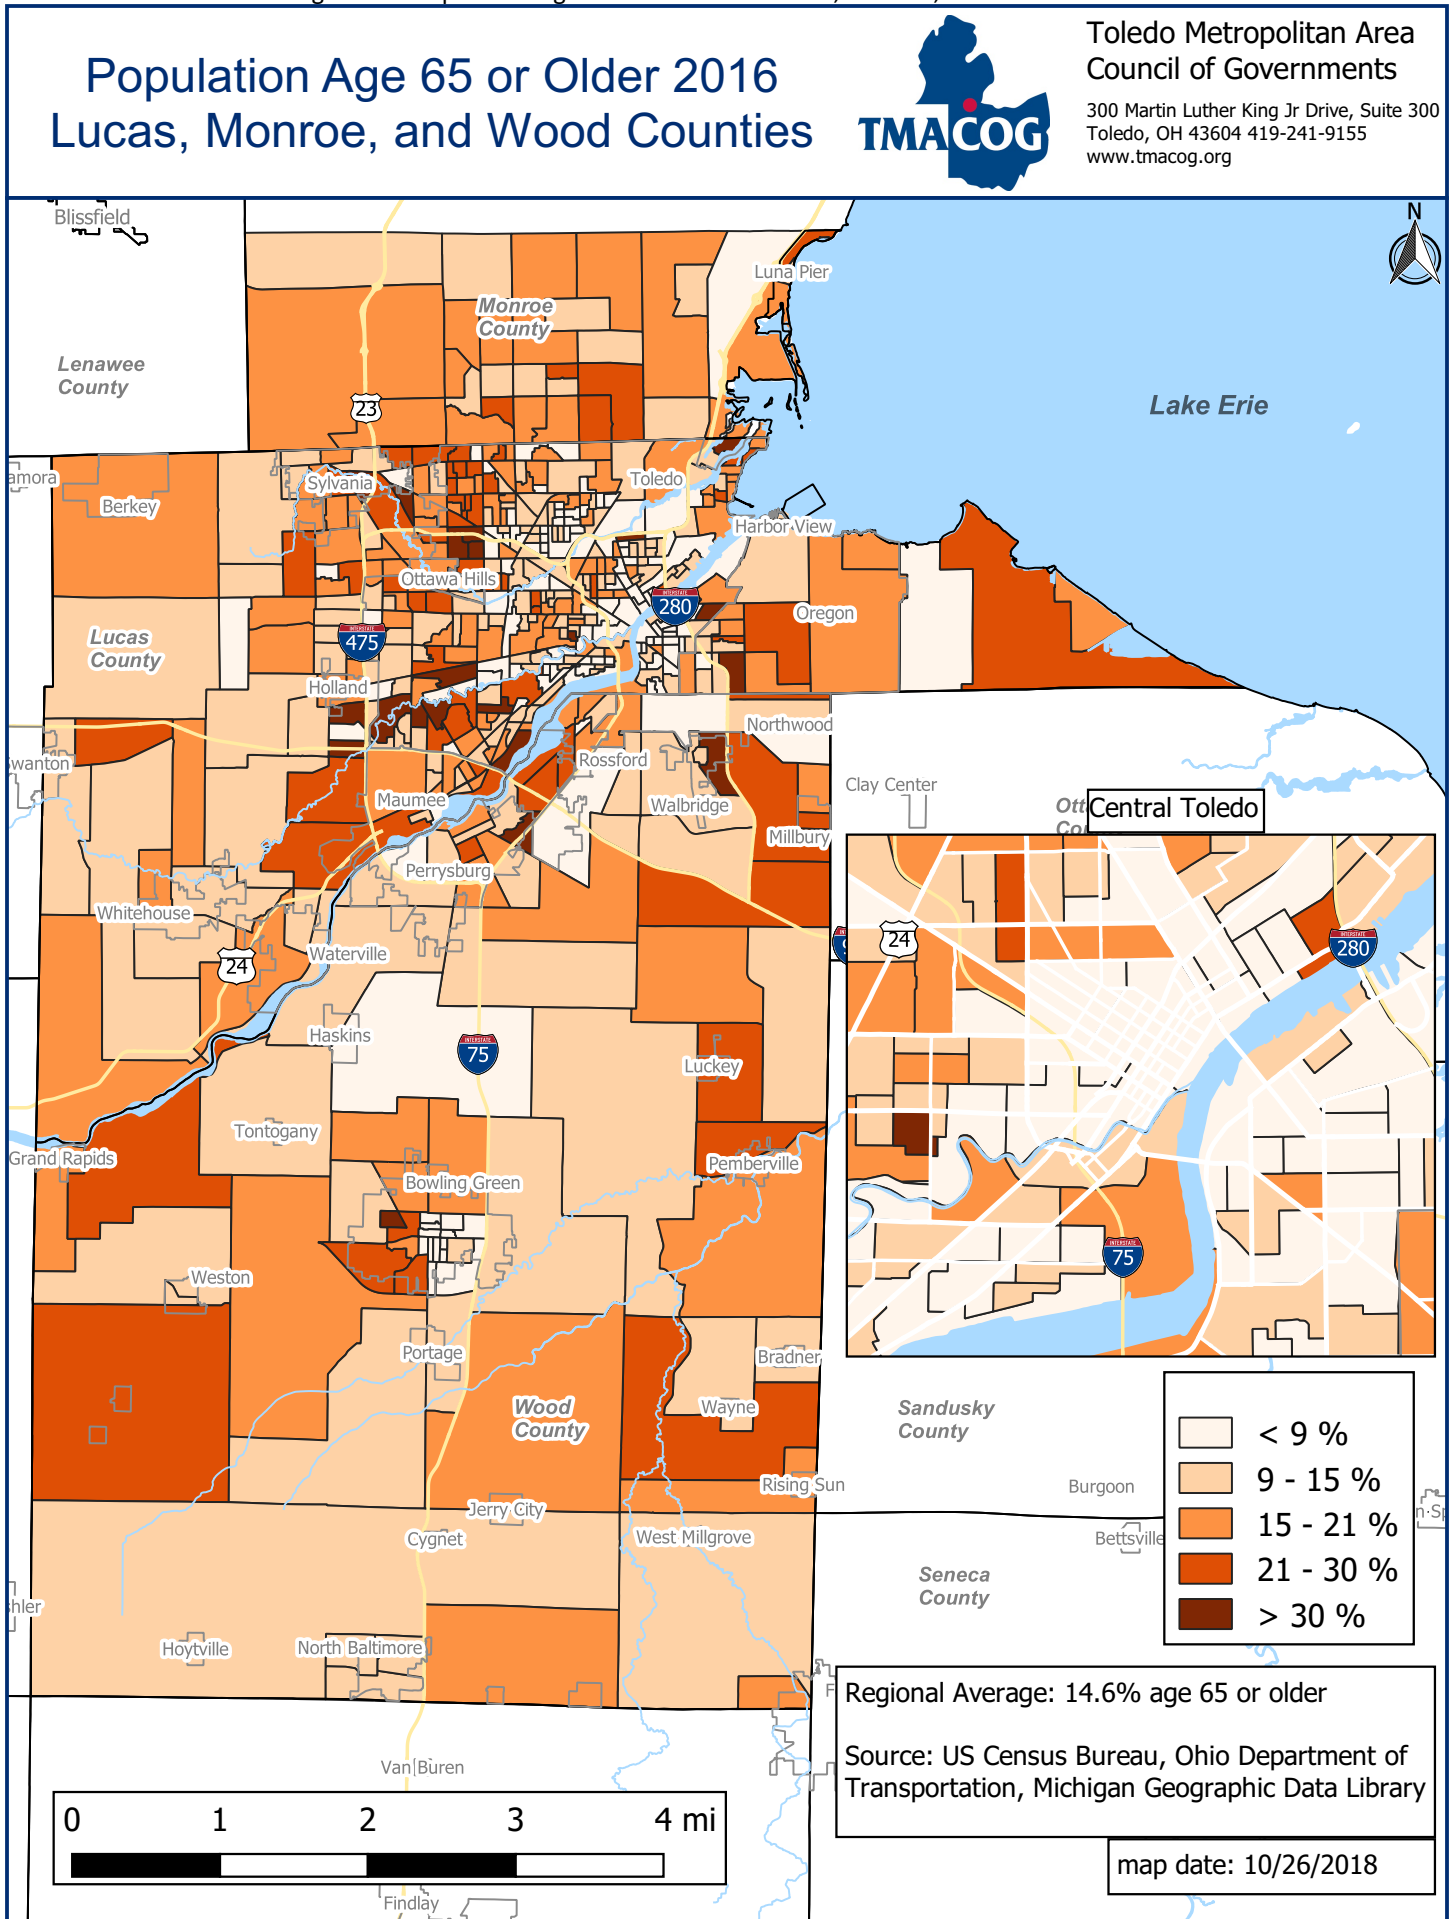 Population Age 65 or Older 2016
Lucas, Monroe, and Wood Counties
TMACOG
Toledo Metropolitan Area
Council of Governments
300 Martin Luther King Jr Drive, Suite 300
Toledo, OH 43604 419-241-9155
www.tmacog.org
Blissfield
N
Luna Pier
Monroe
County
Lenawee
County
23
Lake Erie
Sylvania
Toledo
Berkey
Harbor View
Ottawa Hills
INTERSTATE
280
Oregon
Lucas
County
INTERSTATE
475
Holland
Northwood
Rossford
Swanton
Clay Center
Maumee
Walbridge
Central Toledo
Millbury
Perrysburg
Whitehouse
24
INTERSTATE
280
Waterville
24
Haskins
INTERSTATE
75
Luckey
Tontogany
Grand Rapids
Pemberville
Bowling Green
INTERSTATE
75
Weston
Portage
Bradner
Wood
County
Wayne
Sandusky
County
< 9 %
9 - 15 %
15 - 21 %
21 - 30 %
> 30 %
Rising Sun
Burgoon
Jerry City
Cygnet
West Millgrove
Bettsville
Seneca
County
Hoytville
North Baltimore
Regional Average: 14.6% age 65 or older
Source: US Census Bureau, Ohio Department of
Transportation, Michigan Geographic Data Library
Van Buren
0 1 2 3 4 mi
map date: 10/26/2018
Findlay